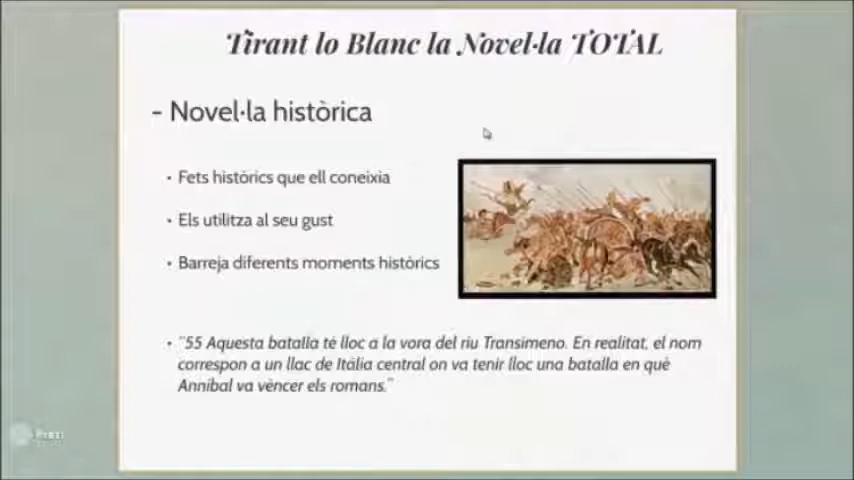 Tirant lo Blanc la Novel·la TOTAL
- Novel·la històrica
• Fets històrics que ell coneixia
• Els utilitza al seu gust
• Barreja diferents moments històrics
• "55 Aquesta batalla té lloc a la vora del riu Transimeno. En realitat, el nom
correspon a un llac de Itàlia central on va tenir lloc una batalla en què
Anníbal va vèncer els romans."
Prezi